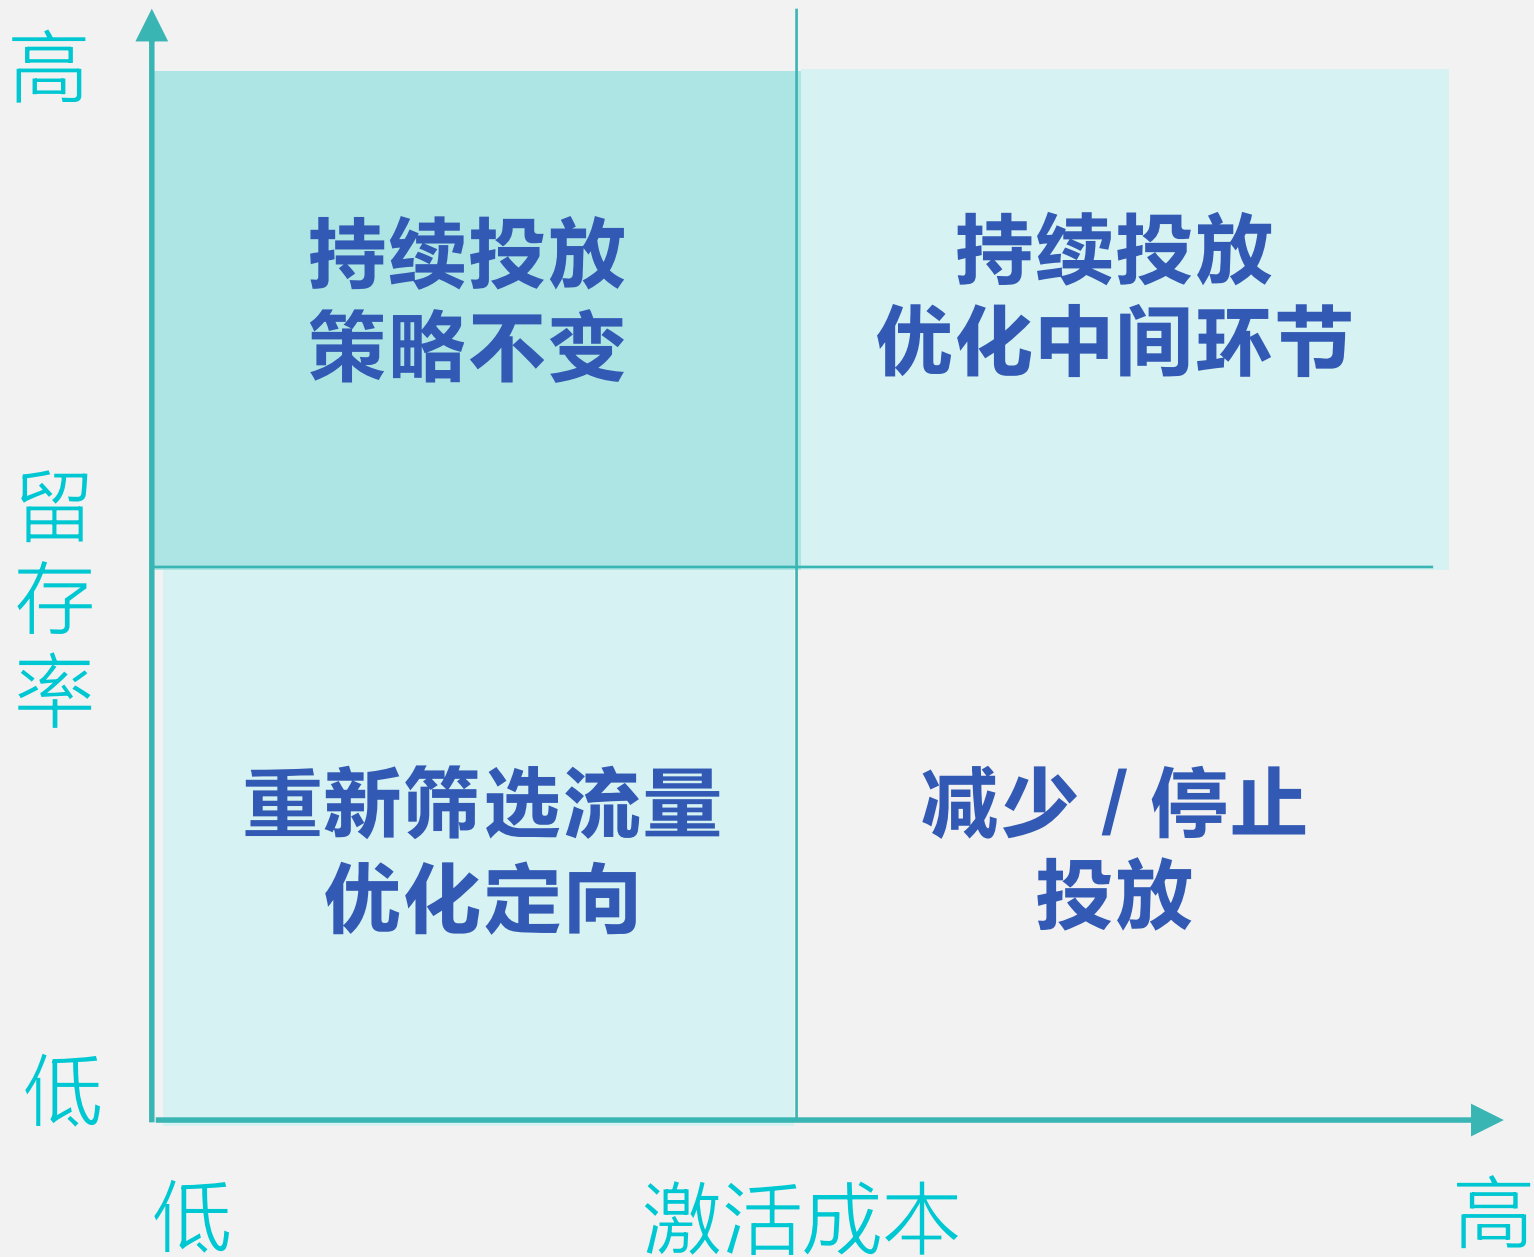 高
持续投放
策略不变
持续投放
优化中间环节
留
存
率
重新筛选流量
优化定向
减少 / 停止
投放
低
低
激活成本
高